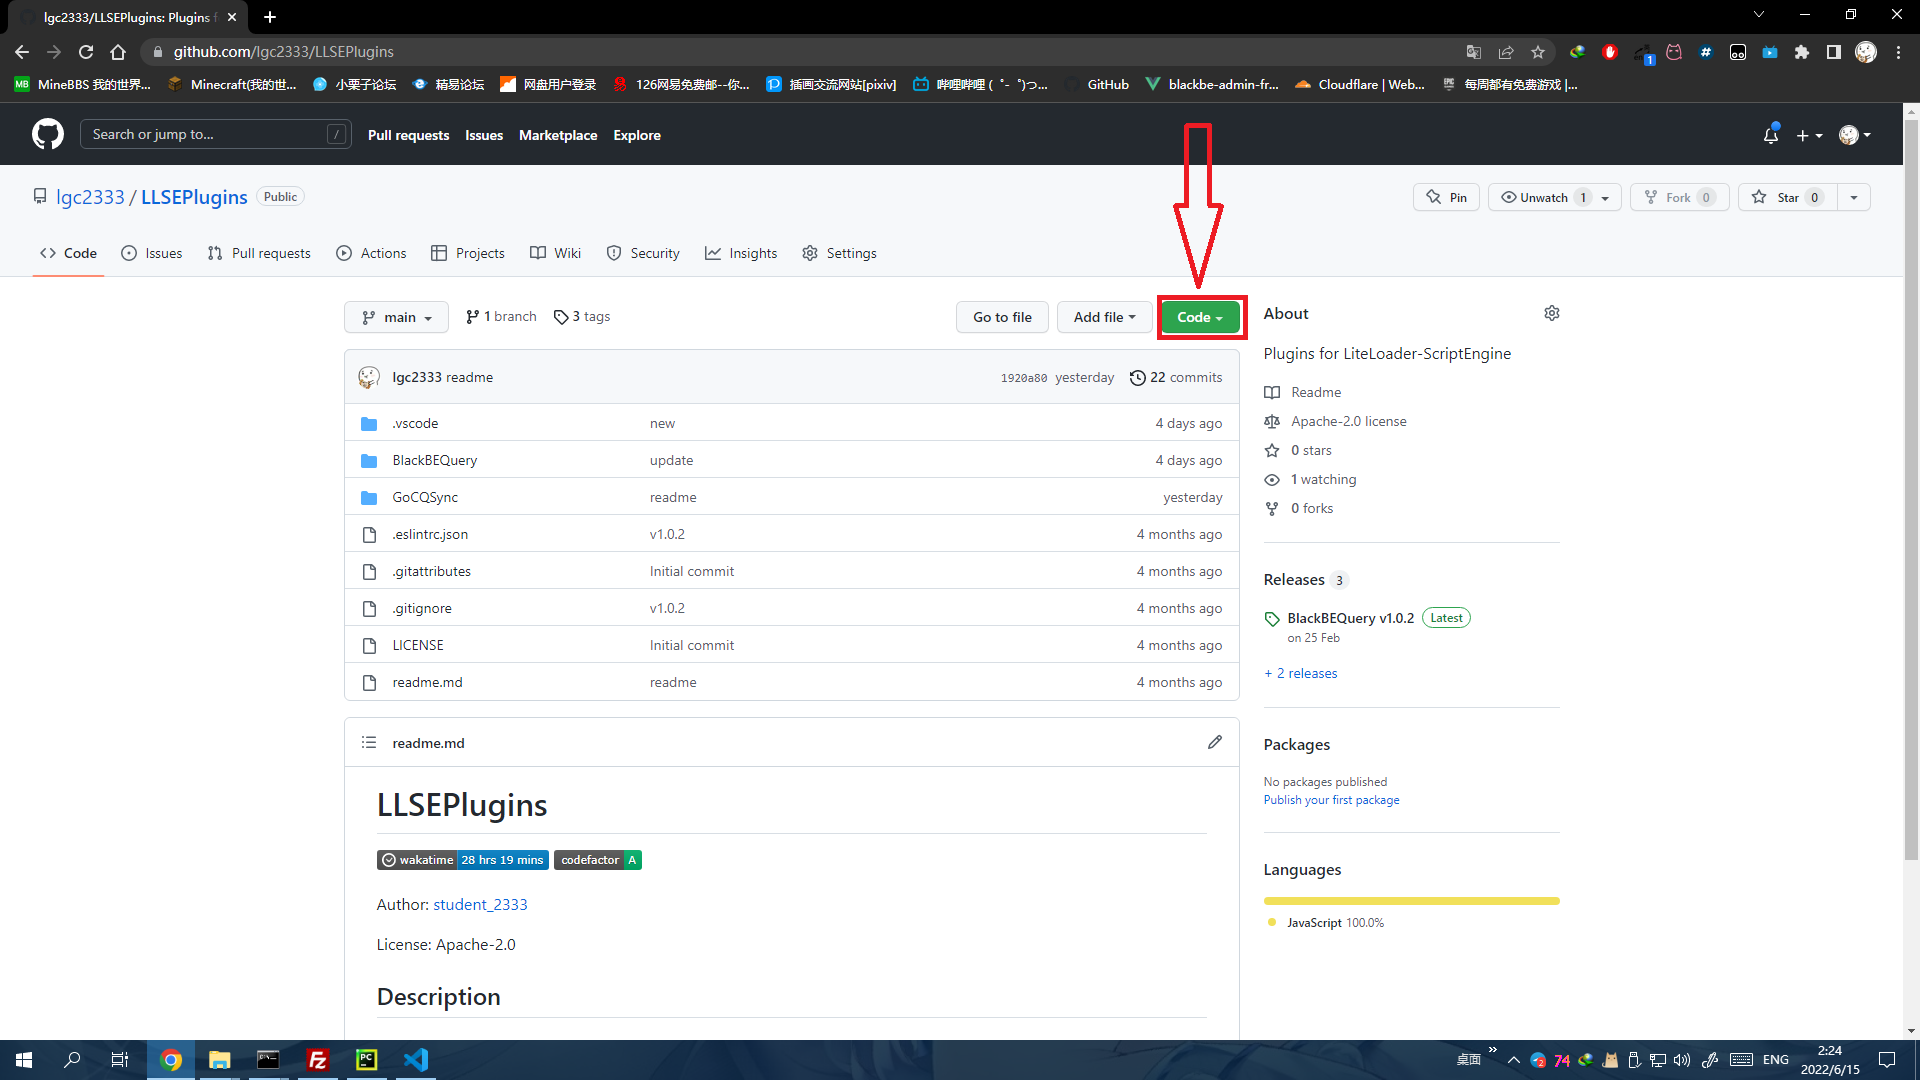 lgc2333/LLSEPlugins: Plugins f
github.com/lgc2333/LLSEPlugins
1
MB MineBBS 我的世界... Minecraft(我的世... 小栗子论坛 精易论坛 网盘用户登录 126网易免费邮--你... 插画交流网站[pixiv] 哔哩哔哩 ( ゜- ゜)つ... GitHub blackbe-admin-fr... Cloudflare | Web... 每周都有免费游戏 |...
Search or jump to... / Pull requests Issues Marketplace Explore
lgc2333 / LLSEPlugins Public Pin Unwatch 1 Fork 0 Star 0
Code Issues Pull requests Actions Projects Wiki Security Insights Settings
main 1 branch 3 tags Go to file Add file Code
lgc2333 readme 1920a80 yesterday 22 commits
.vscode new 4 days ago
BlackBEQuery update 4 days ago
GoCQSync readme yesterday
.eslintrc.json v1.0.2 4 months ago
.gitattributes Initial commit 4 months ago
.gitignore v1.0.2 4 months ago
LICENSE Initial commit 4 months ago
readme.md readme 4 months ago
readme.md
LLSEPlugins
wakatime 28 hrs 19 mins codefactor A
Author: student_2333
License: Apache-2.0
Description
About
Plugins for LiteLoader-ScriptEngine
Readme
Apache-2.0 license
0 stars
1 watching
0 forks
Releases 3
BlackBEQuery v1.0.2 Latest
on 25 Feb
+ 2 releases
Packages
No packages published
Publish your first package
Languages
JavaScript 100.0%
桌面 74 ENG 2:24
2022/6/15